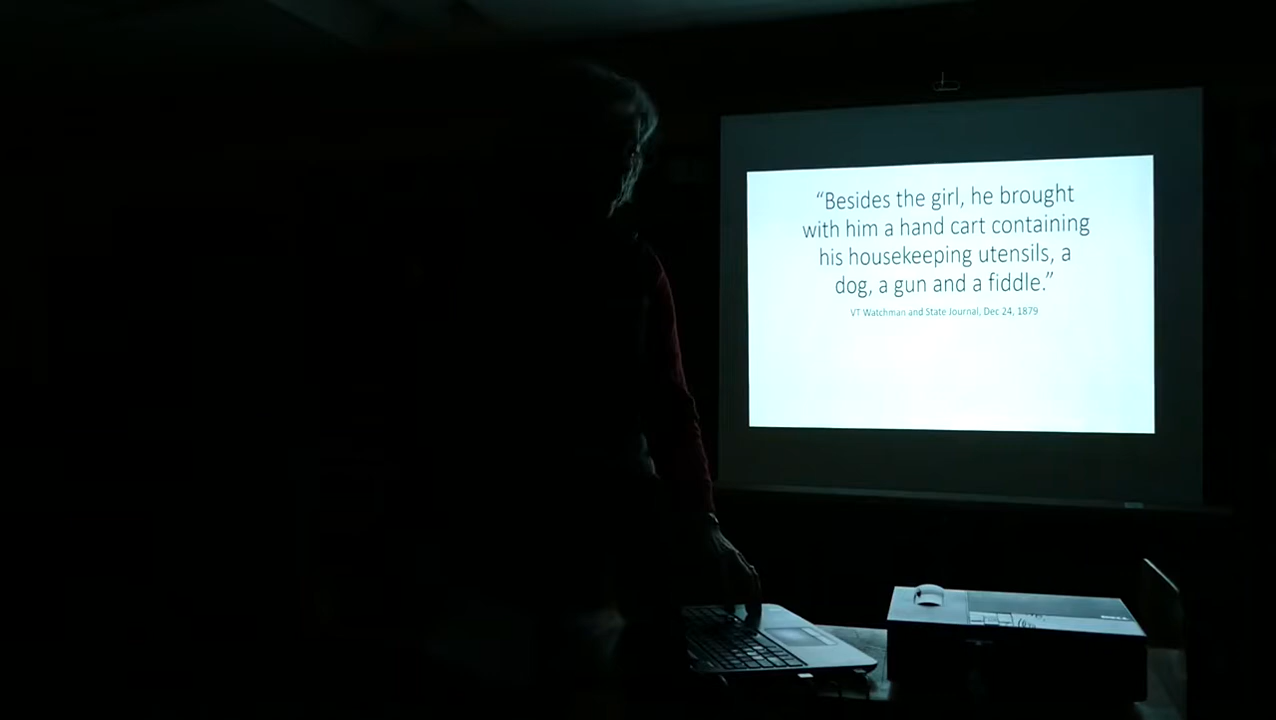 “Besides the girl, he brought
with him a hand cart containing
his housekeeping utensils, a
dog, a gun and a fiddle.”
VT Watchman and State Journal, Dec 24, 1879